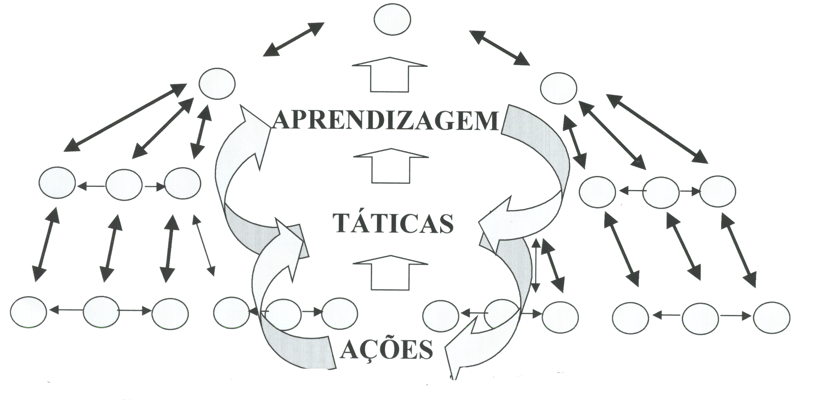 APRENDIZAGEM
TÁTICAS
AÇÕES